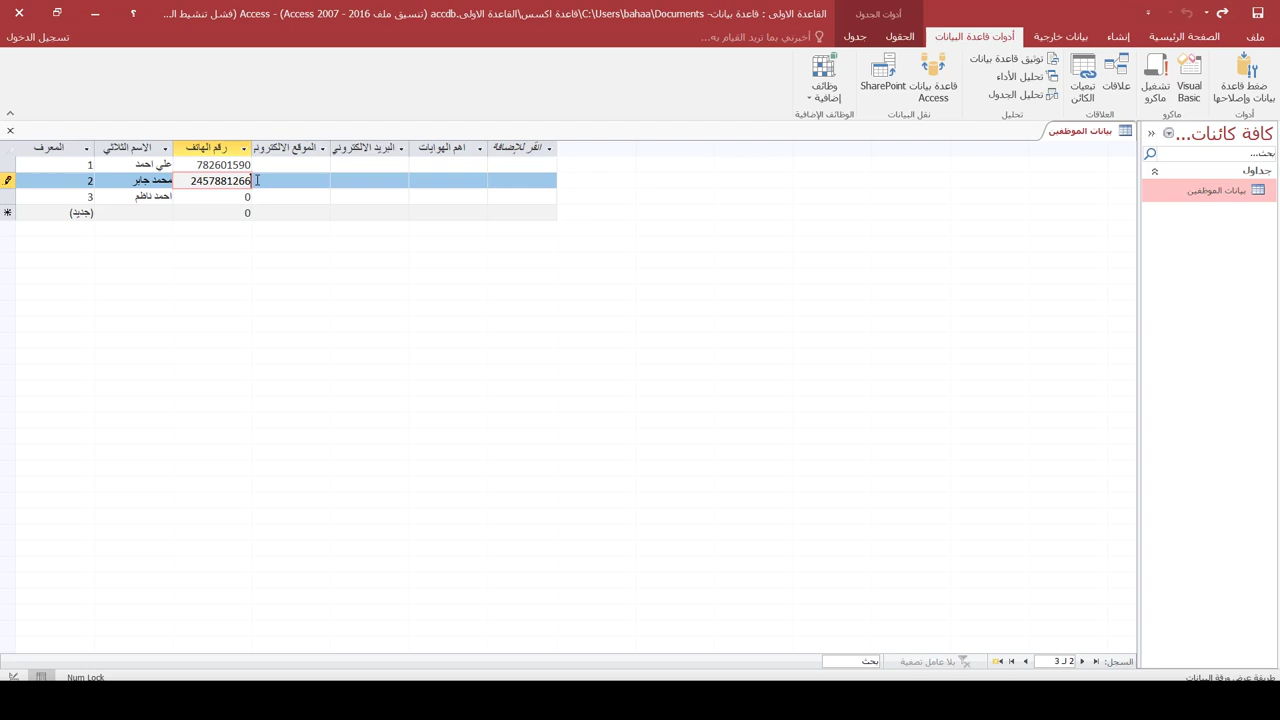 القاعدة الاولى : قاعدة بيانات- C:\Users\bahaa\Documents\قاعدة اكسس\القاعدة الاولى.accdb (تنسيق ملف Access 2007 - 2016) - Access (فشل تنشيط الـ...
أدوات الجدول
ملف
الصفحة الرئيسية
إنشاء
بيانات خارجية
أدوات قاعدة البيانات
الحقول
جدول
أخبرني بما تريد القيام به...
تسجيل الدخول
ضغط قاعدة بيانات وإصلاحها
Visual Basic
تشغيل ماكرو
علاقات
تبعيات الكائن
توثيق قاعدة بيانات
تحليل الأداء
تحليل الجدول
قاعدة بيانات Access
SharePoint
وظائف إضافية
أدوات
ماكرو
العلاقات
تحليل
نقل البيانات
الوظائف الإضافية
كافة كائنات...
بحث...
جداول
بيانات الموظفين
بيانات الموظفين
المعرف
الاسم الثلاثي
رقم الهاتف
الموقع الالكتروني
البريد الالكتروني
اهم الهوايات
انقر للإضافة
1 علي احمد 782601590
2 محمد جابر 2457881266
3 احمد ناظم 0
(جديد) 0
السجل: 2 لـ 3
بلا عامل تصفية
بحث
طريقة عرض ورقة البيانات
Num Lock